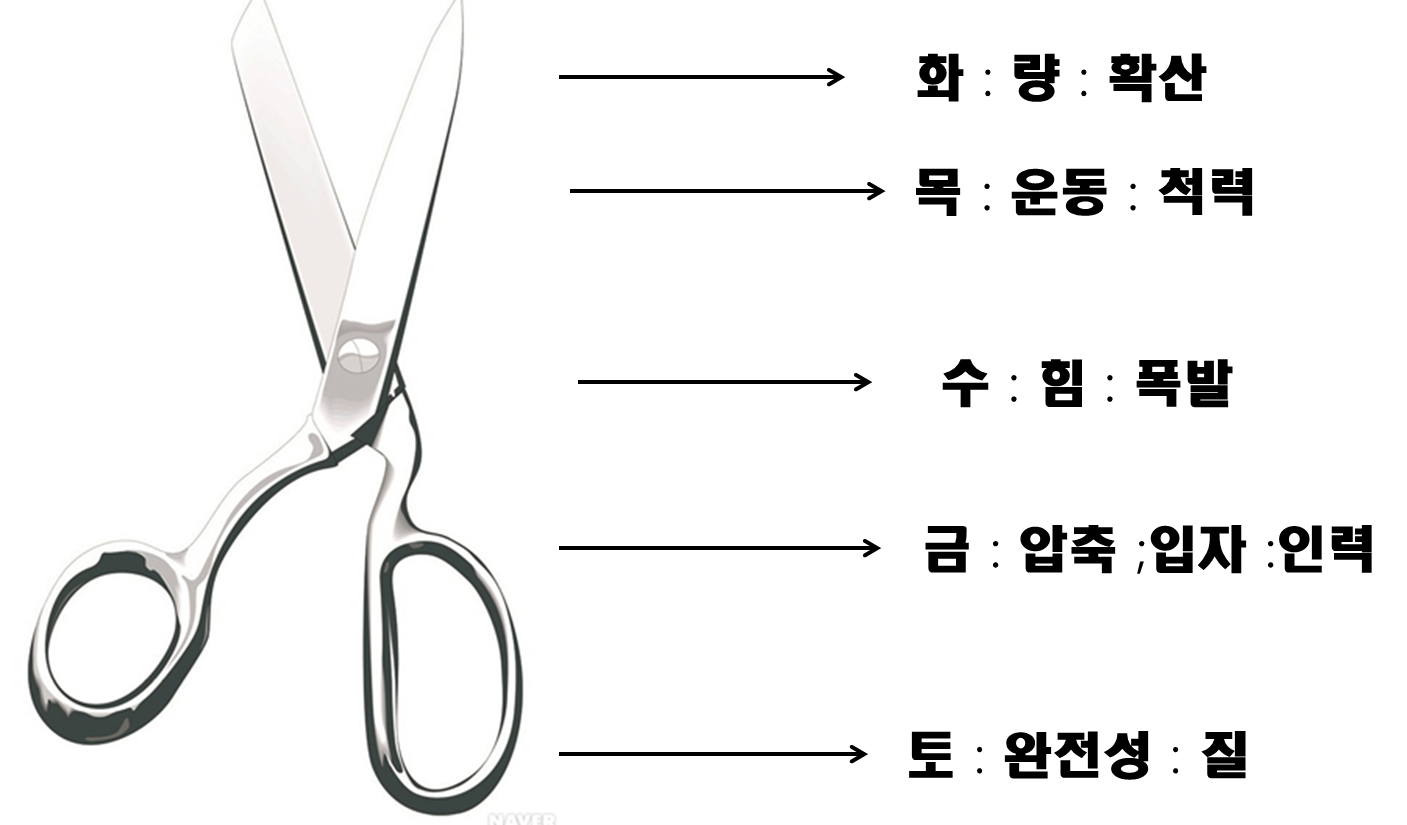 화 : 량 : 확산
목 : 운동 : 척력
수 : 힘 : 폭발
금 : 압축 ;입자 :인력
토 : 완전성 : 질
NAVER